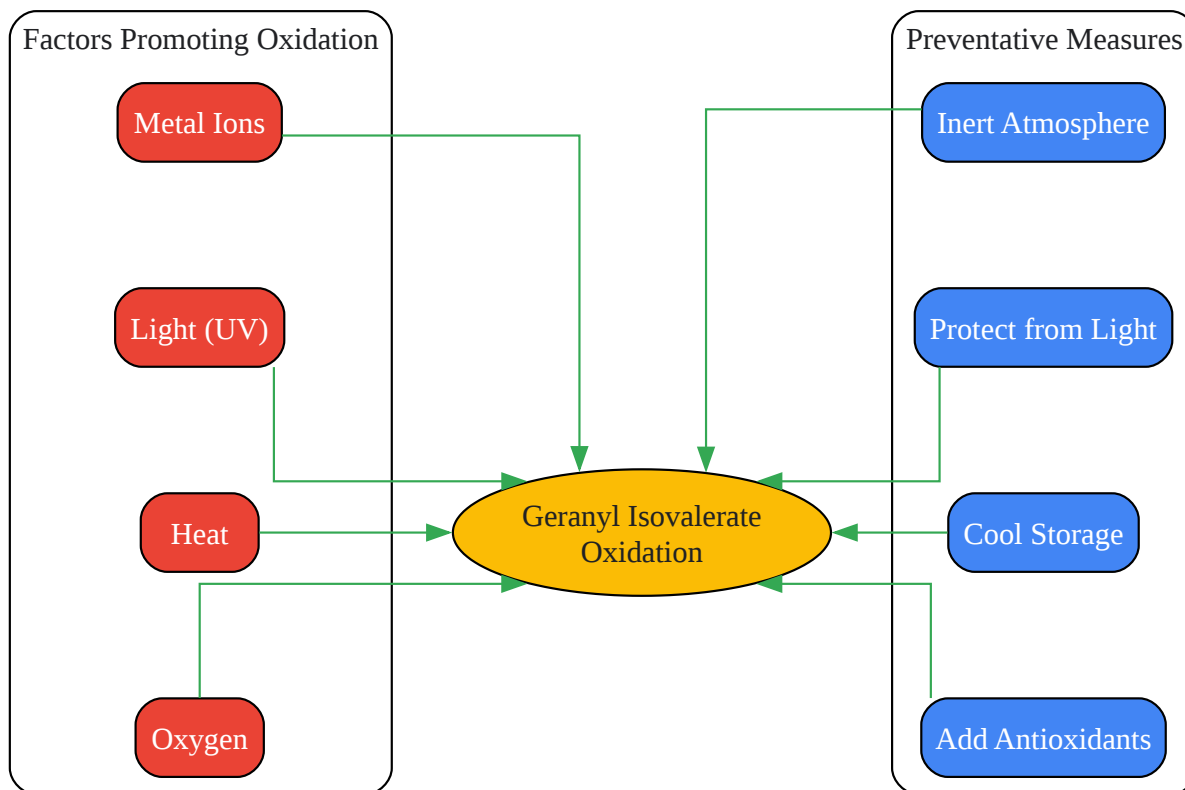 Factors Promoting Oxidation
Metal Ions
Light (UV)
Heat
Oxygen
Geranyl Isovalerate
Oxidation
Preventative Measures
Inert Atmosphere
Protect from Light
Cool Storage
Add Antioxidants